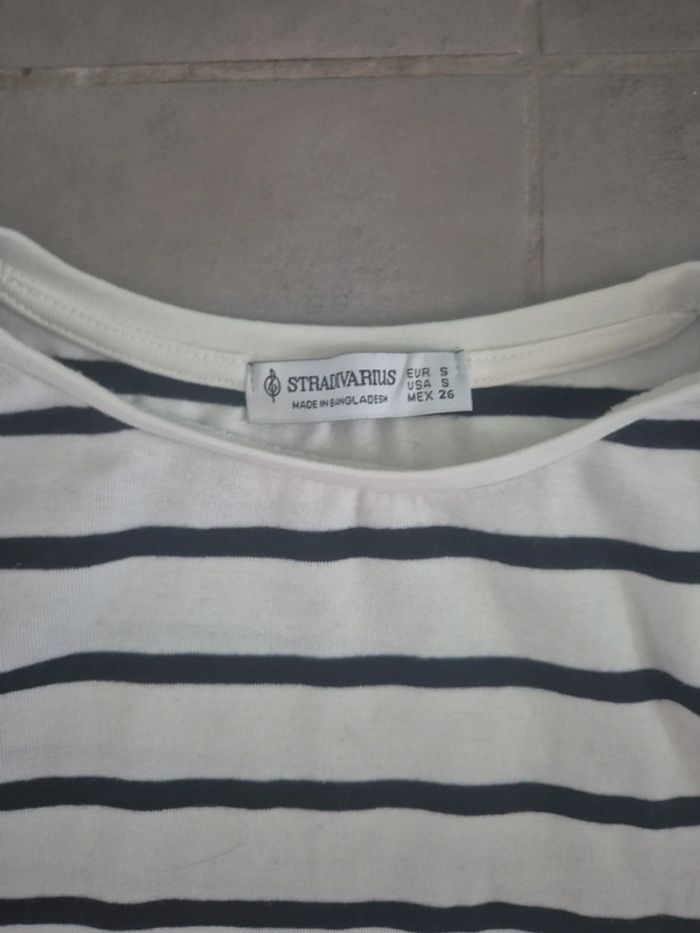 STRADIVARIUS
MADE IN BANGLADESH
EUR S
USA S
MEX 26